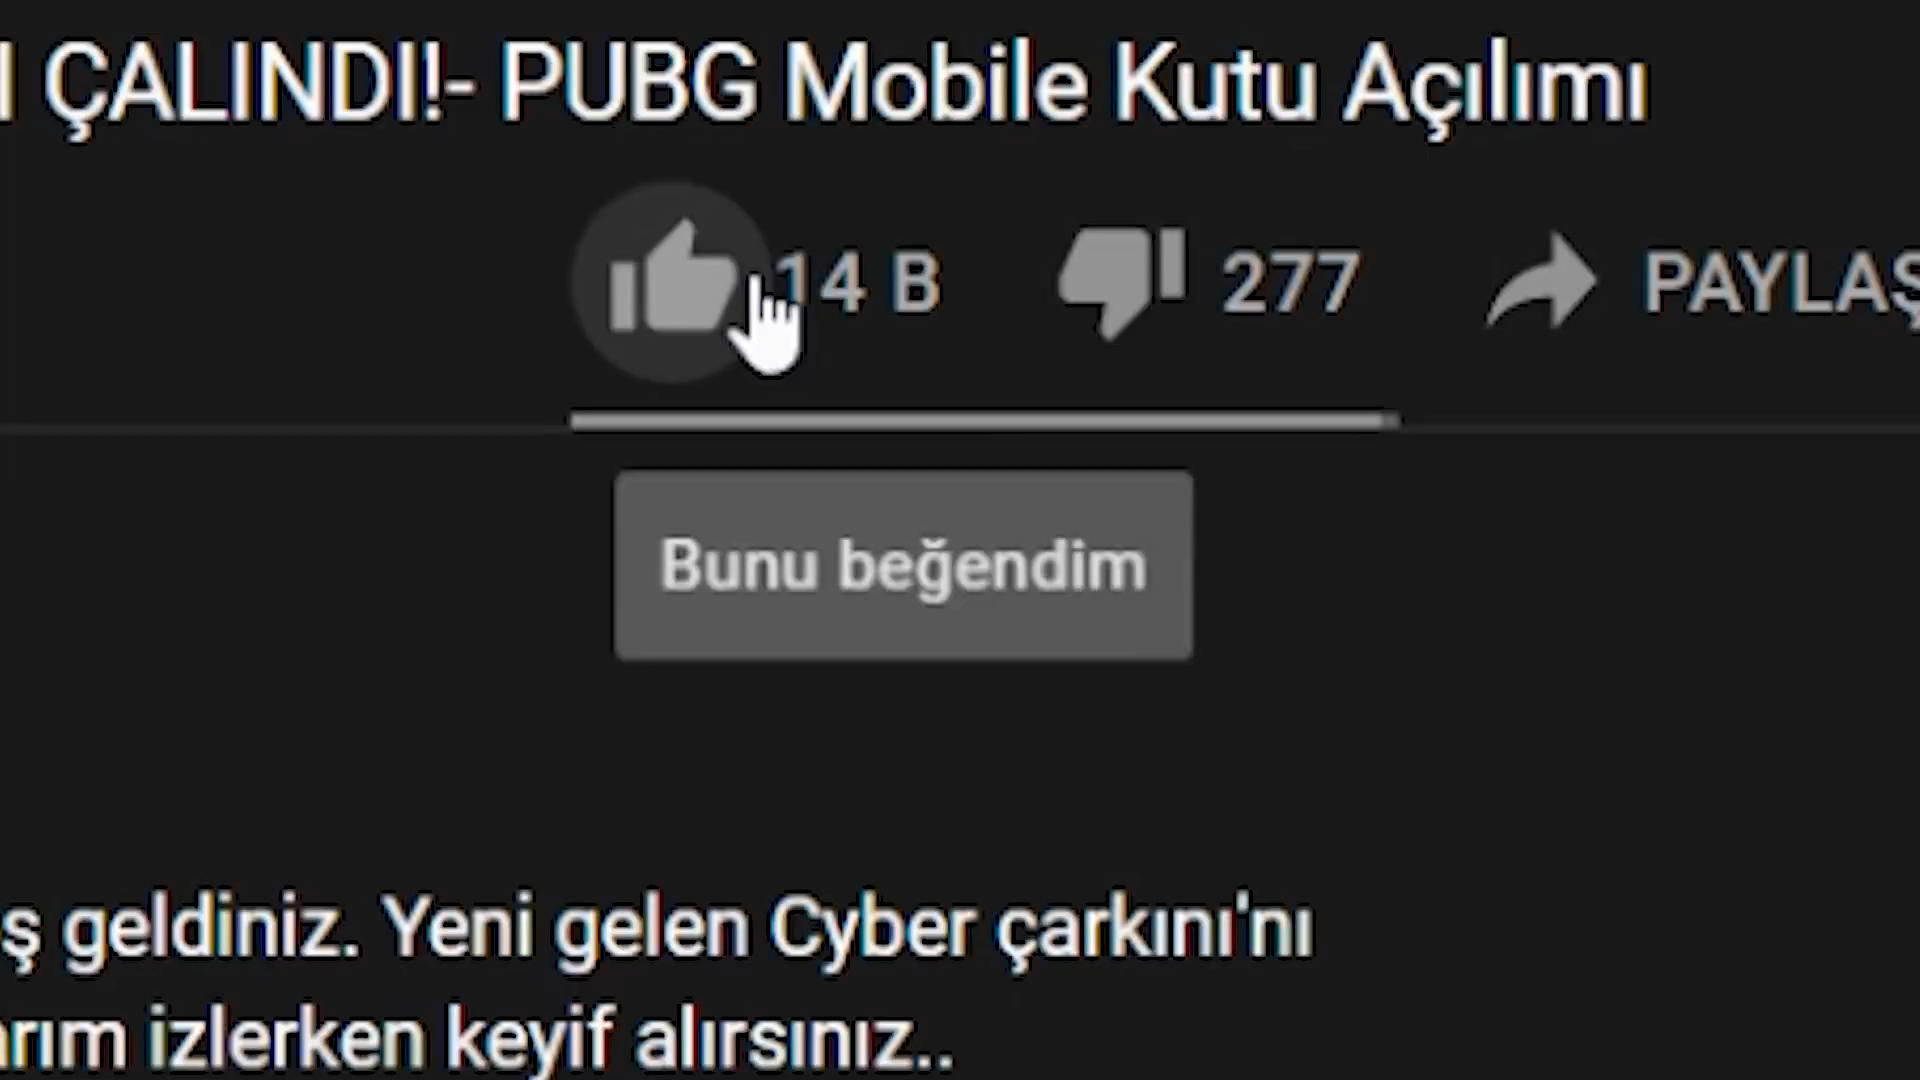 ÇALINDI!- PUBG Mobile Kutu Açılımı
14 B 277 PAYLAŞ
Bunu beğendim
geldiniz. Yeni gelen Cyber çarkını'nı
izlerken keyif alırsınız..